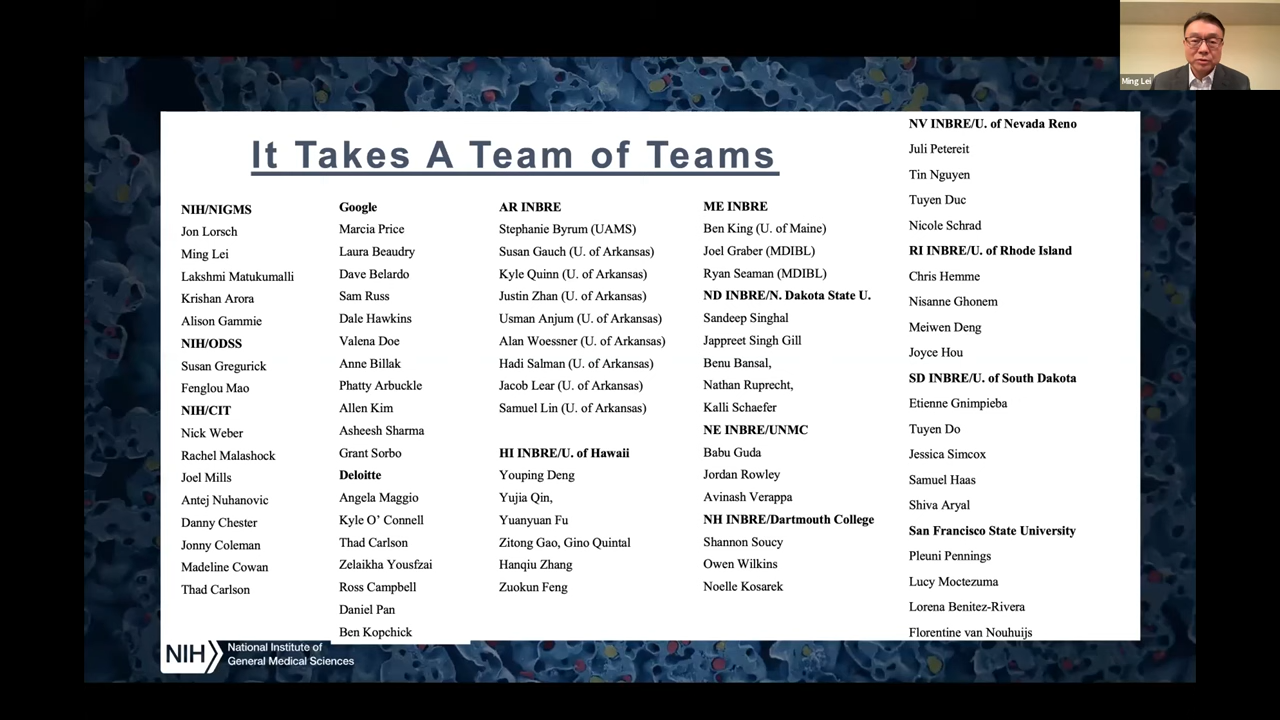 Ming Lei
It Takes A Team of Teams
NIH/NIGMS
Jon Lorsch
Ming Lei
Lakshmi Matukumalli
Krishan Arora
Alison Gammie
NIH/ODSS
Susan Gregurick
Fenglou Mao
NIH/CIT
Nick Weber
Rachel Malashock
Joel Mills
Antej Nuhanovic
Danny Chester
Jonny Coleman
Madeline Cowan
Thad Carlson
Google
Marcia Price
Laura Beaudry
Dave Belardo
Sam Russ
Dale Hawkins
Valena Doe
Anne Billak
Phatty Arbuckle
Allen Kim
Asheesh Sharma
Grant Sorbo
Deloitte
Angela Maggio
Kyle O' Connell
Thad Carlson
Zelaikha Yousfzai
Ross Campbell
Daniel Pan
Ben Kopchick
AR INBRE
Stephanie Byrum (UAMS)
Susan Gauch (U. of Arkansas)
Kyle Quinn (U. of Arkansas)
Justin Zhan (U. of Arkansas)
Usman Anjum (U. of Arkansas)
Alan Woessner (U. of Arkansas)
Hadi Salman (U. of Arkansas)
Jacob Lear (U. of Arkansas)
Samuel Lin (U. of Arkansas)
HI INBRE/U. of Hawaii
Youping Deng
Yujia Qin,
Yuanyuan Fu
Zitong Gao, Gino Quintal
Hanqiu Zhang
Zuokun Feng
ME INBRE
Ben King (U. of Maine)
Joel Graber (MDIBL)
Ryan Seaman (MDIBL)
ND INBRE/N. Dakota State U.
Sandeep Singhal
Jappreet Singh Gill
Benu Bansal,
Nathan Ruprecht,
Kalli Schaefer
NE INBRE/UNMC
Babu Guda
Jordan Rowley
Avinash Verappa
NH INBRE/Dartmouth College
Shannon Soucy
Owen Wilkins
Noelle Kosarek
NV INBRE/U. of Nevada Reno
Juli Petereit
Tin Nguyen
Tuyen Duc
Nicole Schrad
RI INBRE/U. of Rhode Island
Chris Hemme
Nisanne Ghonem
Meiwen Deng
Joyce Hou
SD INBRE/U. of South Dakota
Etienne Gnimpieba
Tuyen Do
Jessica Simcox
Samuel Haas
Shiva Aryal
San Francisco State University
Pleuni Pennings
Lucy Moctezuma
Lorena Benitez-Rivera
Florentine van Nouhuijs
NIH
National Institute of
General Medical Sciences